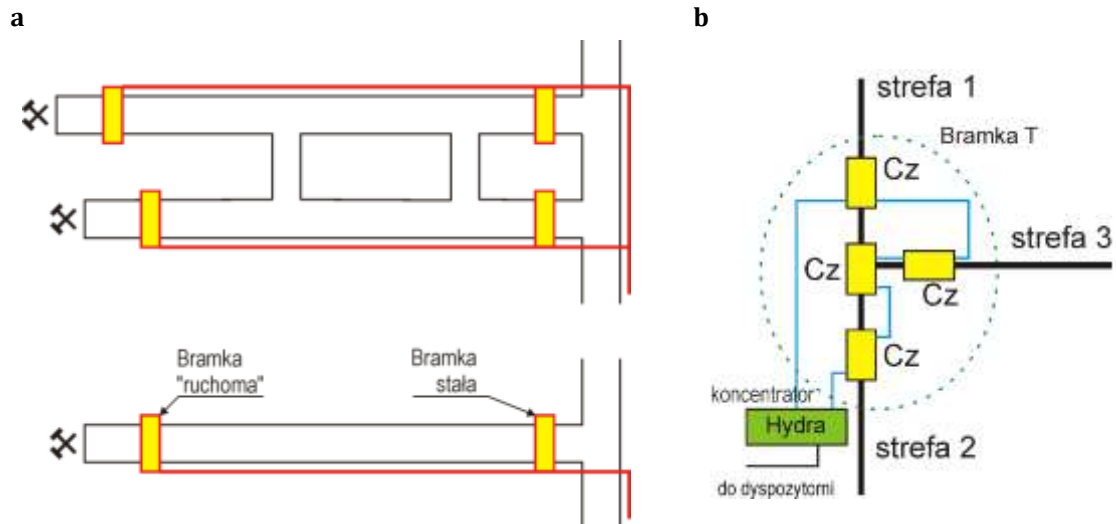 a
Bramka
"ruchoma"
Bramka
stała
b
strefa 1
Bramka T
Cz
strefa 3
Cz
Cz
Cz
koncentrator
Hydra
strefa 2
do dyspozytorni